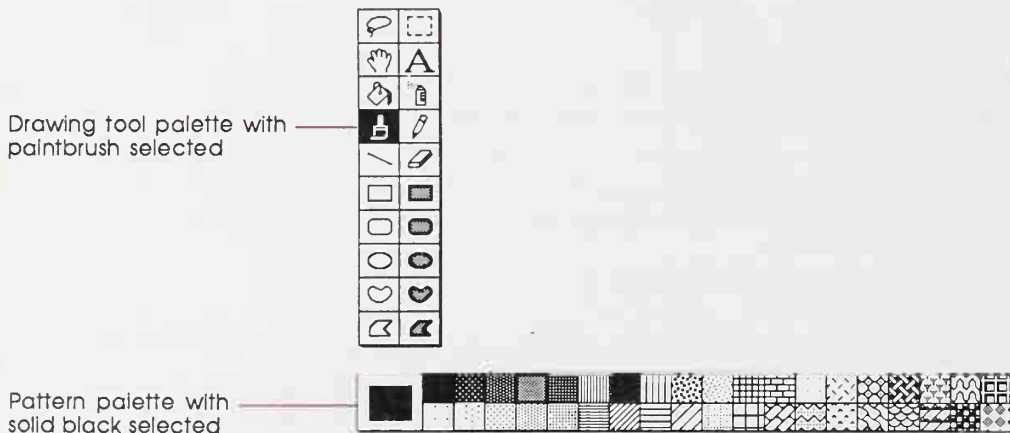 A
Drawing tool palette with
paintbrush selected
Pattern palette with
solid black selected